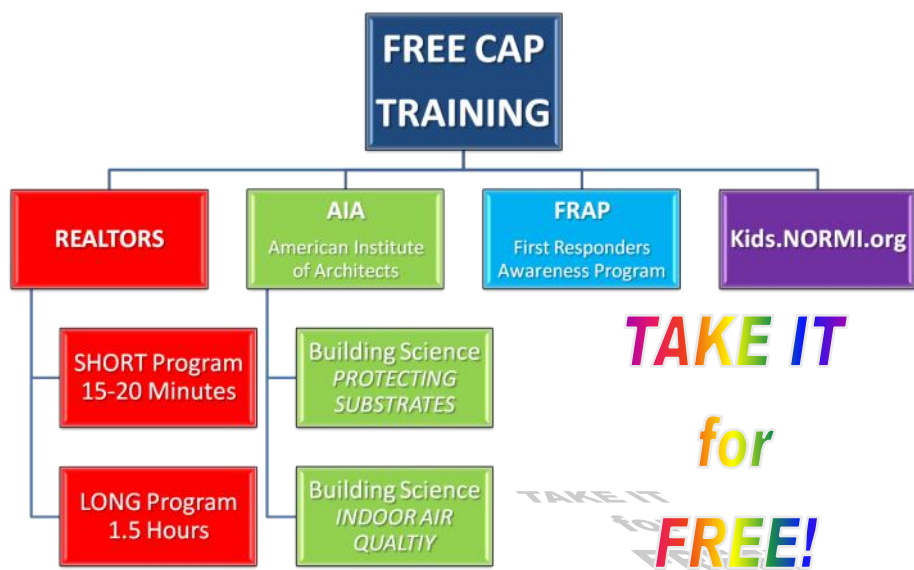 FREE CAP
TRAINING
REALTORS
AIA
American Institute
of Architects
FRAP
First Responders
Awareness Program
Kids.NORMI.org
SHORT Program
15-20 Minutes
Building Science
PROTECTING
SUBSTRATES
LONG Program
1.5 Hours
Building Science
INDOOR AIR
QUALTIY
TAKE IT
for
FREE!
TAKE IT
for
FREE!